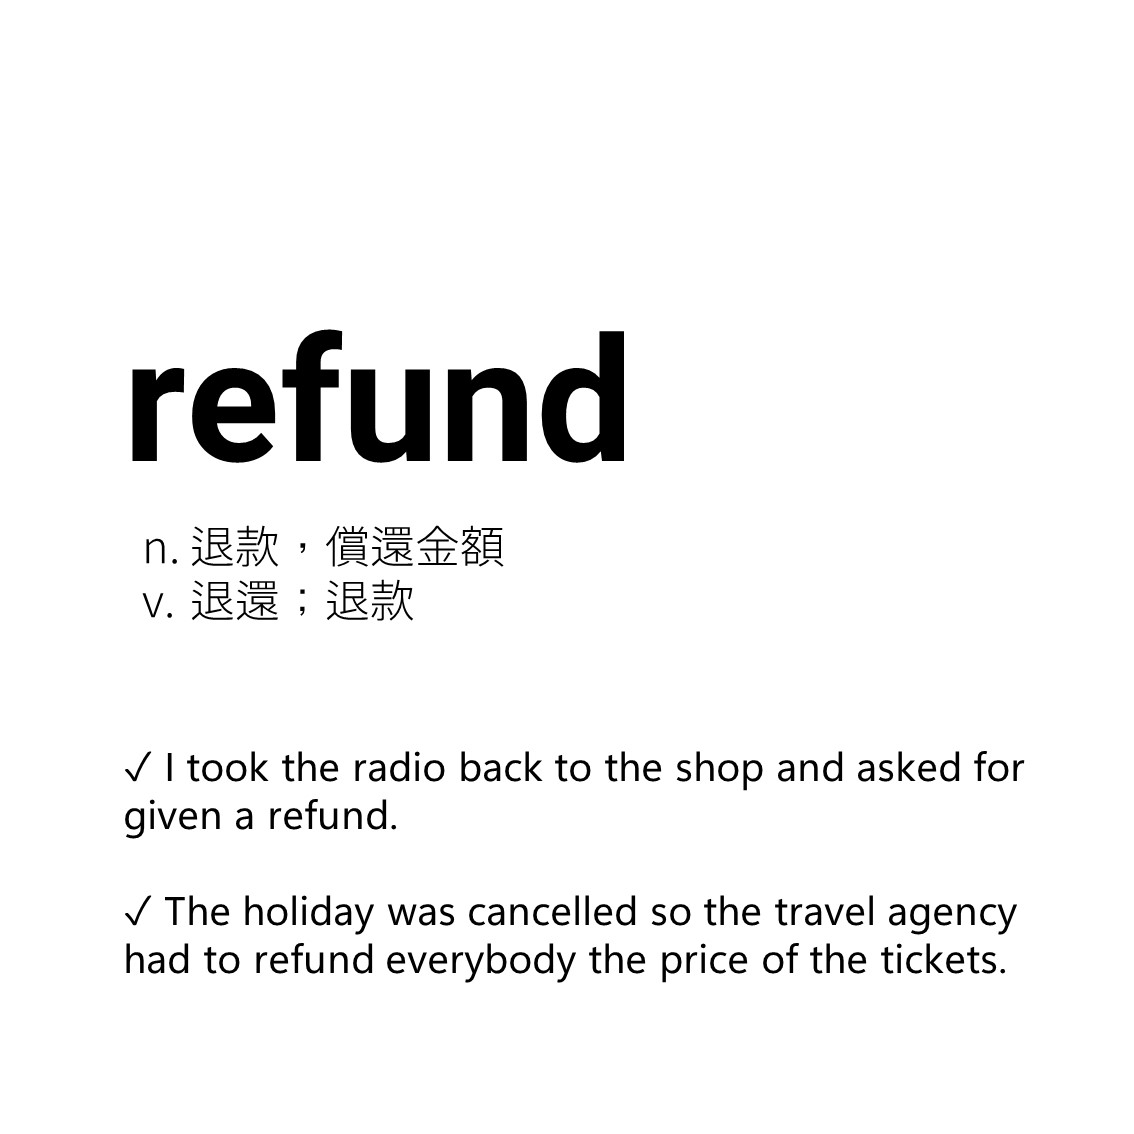 refund
n. 退款，償還金額
v. 退還；退款
✓ I took the radio back to the shop and asked for
given a refund.
✓ The holiday was cancelled so the travel agency
had to refund everybody the price of the tickets.